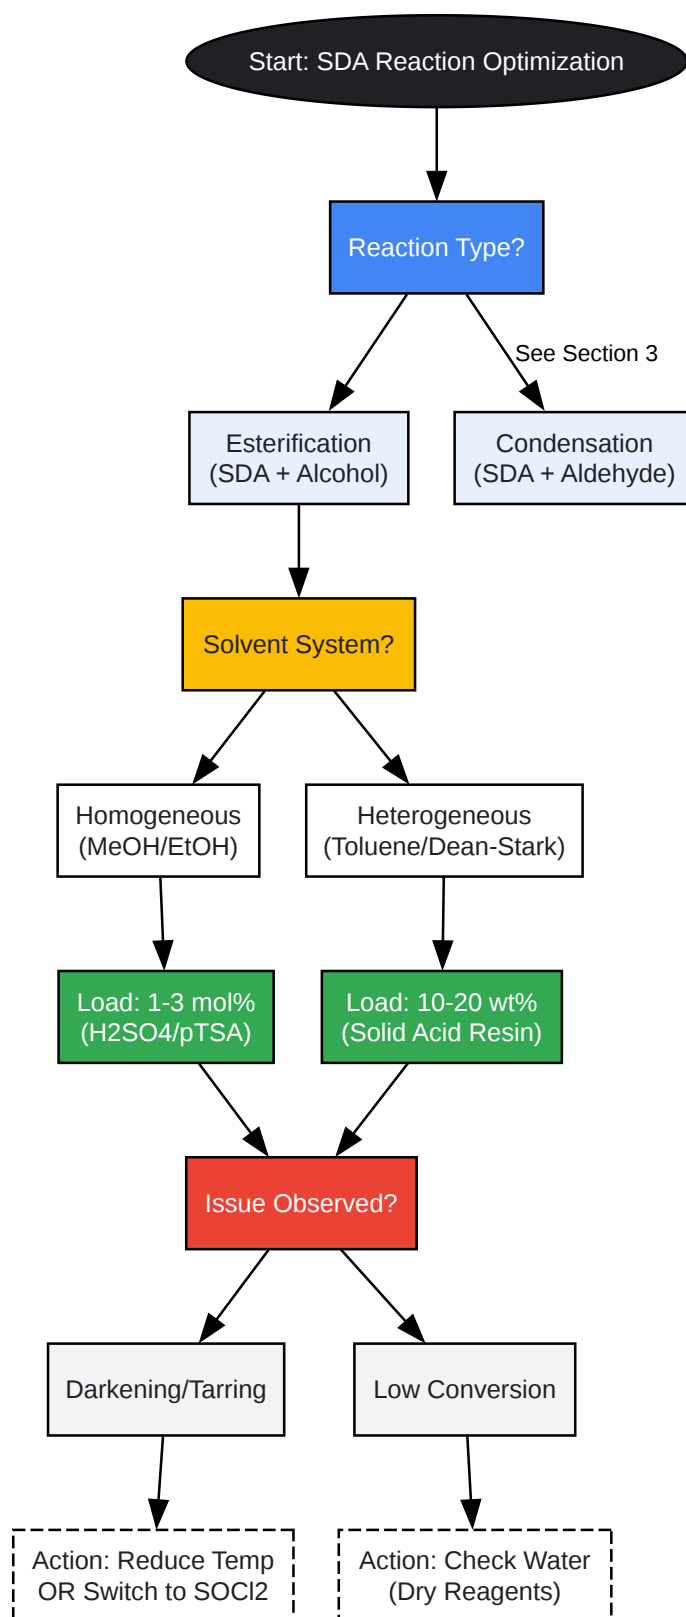 Start: SDA Reaction Optimization
Reaction Type?
See Section 3
Esterification
(SDA + Alcohol)
Condensation
(SDA + Aldehyde)
Solvent System?
Homogeneous
(MeOH/EtOH)
Heterogeneous
(Toluene/Dean-Stark)
Load: 1-3 mol%
(H2SO4/pTSA)
Load: 10-20 wt%
(Solid Acid Resin)
Issue Observed?
Darkening/Tarring
Low Conversion
Action: Reduce Temp
OR Switch to SOCl2
Action: Check Water
(Dry Reagents)